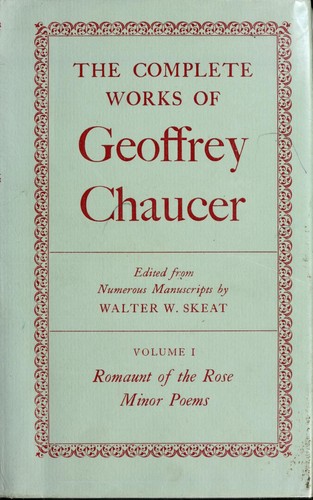 THE COMPLETE
WORKS OF
Geoffrey
Chaucer
Edited from
Numerous Manuscripts by
WALTER W. SKEAT
VOLUME I
Romaunt of the Rose
Minor Poems